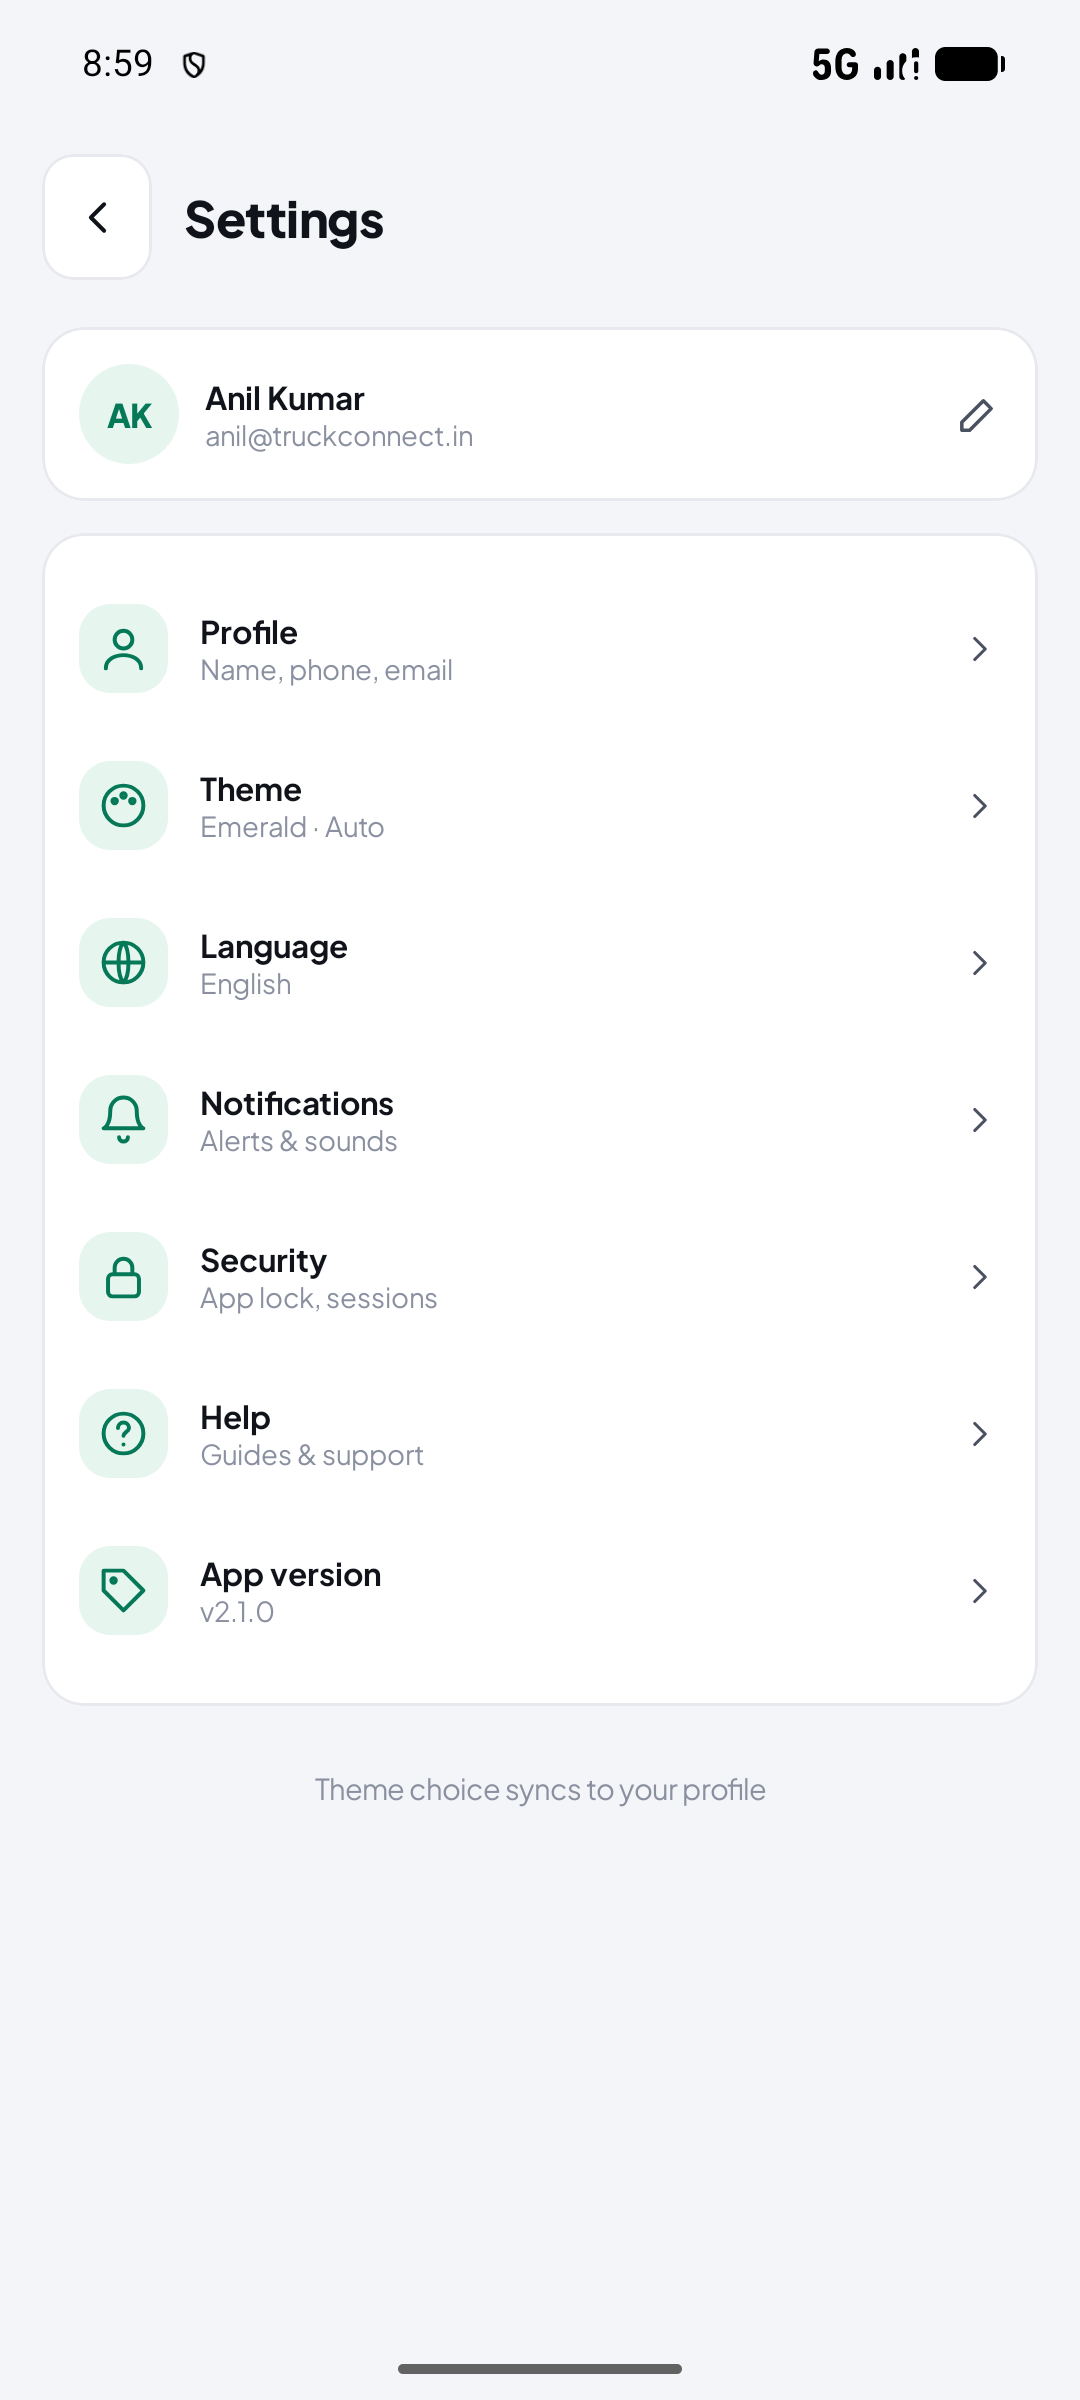 8:59
5G
Settings
AK
Anil Kumar
anil@truckconnect.in
Profile
Name, phone, email
Theme
Emerald · Auto
Language
English
Notifications
Alerts & sounds
Security
App lock, sessions
Help
Guides & support
App version
v2.1.0
Theme choice syncs to your profile